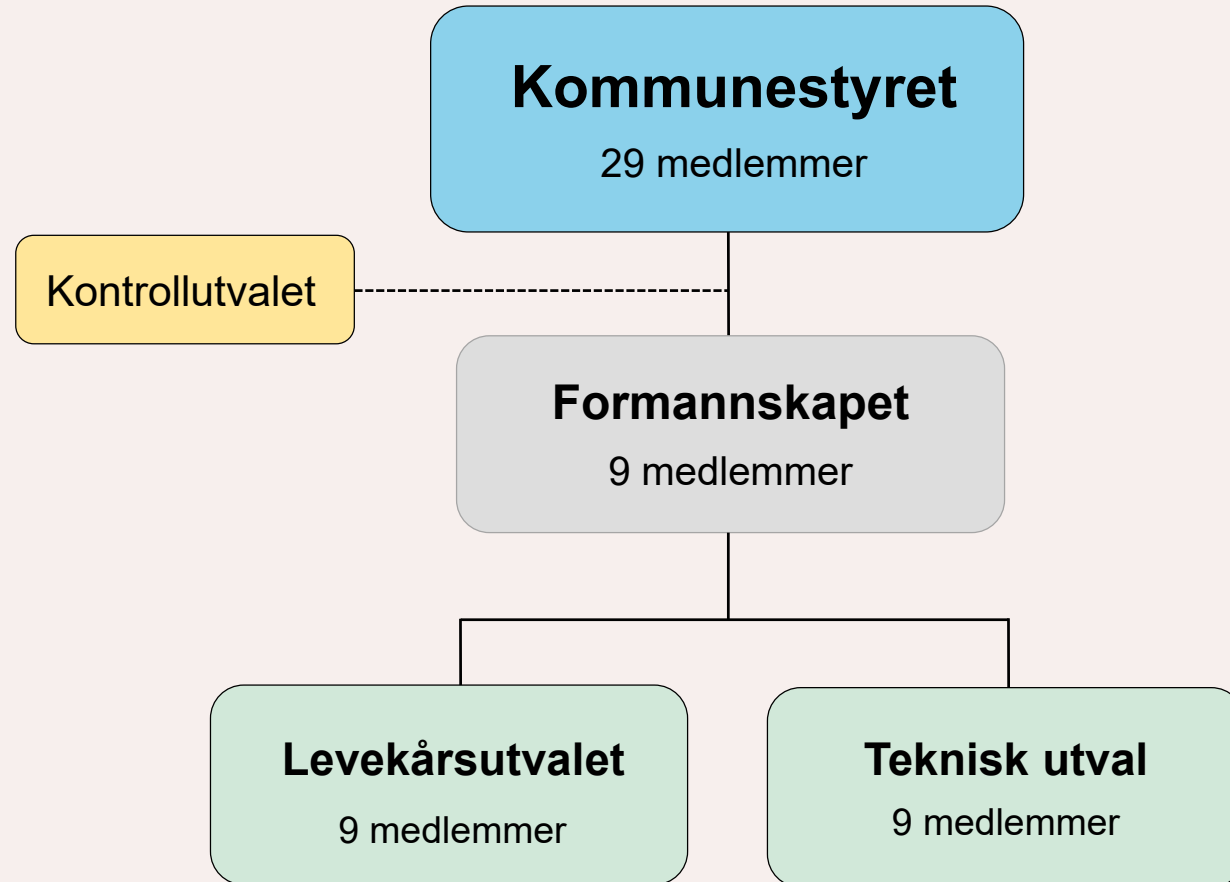 Kommunestyret
29 medlemmer
Kontrollutvalet
Formannskapet
9 medlemmer
Levekårsutvalet
9 medlemmer
Teknisk utval
9 medlemmer